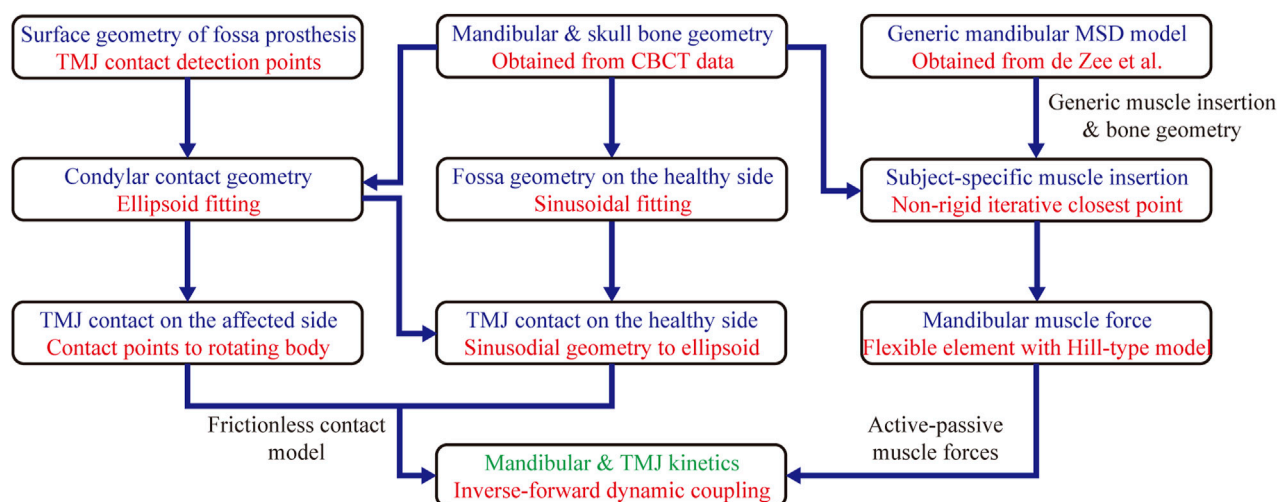 Surface geometry of fossa prosthesis
TMJ contact detection points
Mandibular & skull bone geometry
Obtained from CBCT data
Generic mandibular MSD model
Obtained from de Zee et al.
Generic muscle insertion
& bone geometry
Condylar contact geometry
Ellipsoid fitting
Fossa geometry on the healthy side
Sinusoidal fitting
Subject-specific muscle insertion
Non-rigid iterative closest point
TMJ contact on the affected side
Contact points to rotating body
TMJ contact on the healthy side
Sinusodial geometry to ellipsoid
Mandibular muscle force
Flexible element with Hill-type model
Frictionless contact
model
Active-passive
muscle forces
Mandibular & TMJ kinetics
Inverse-forward dynamic coupling